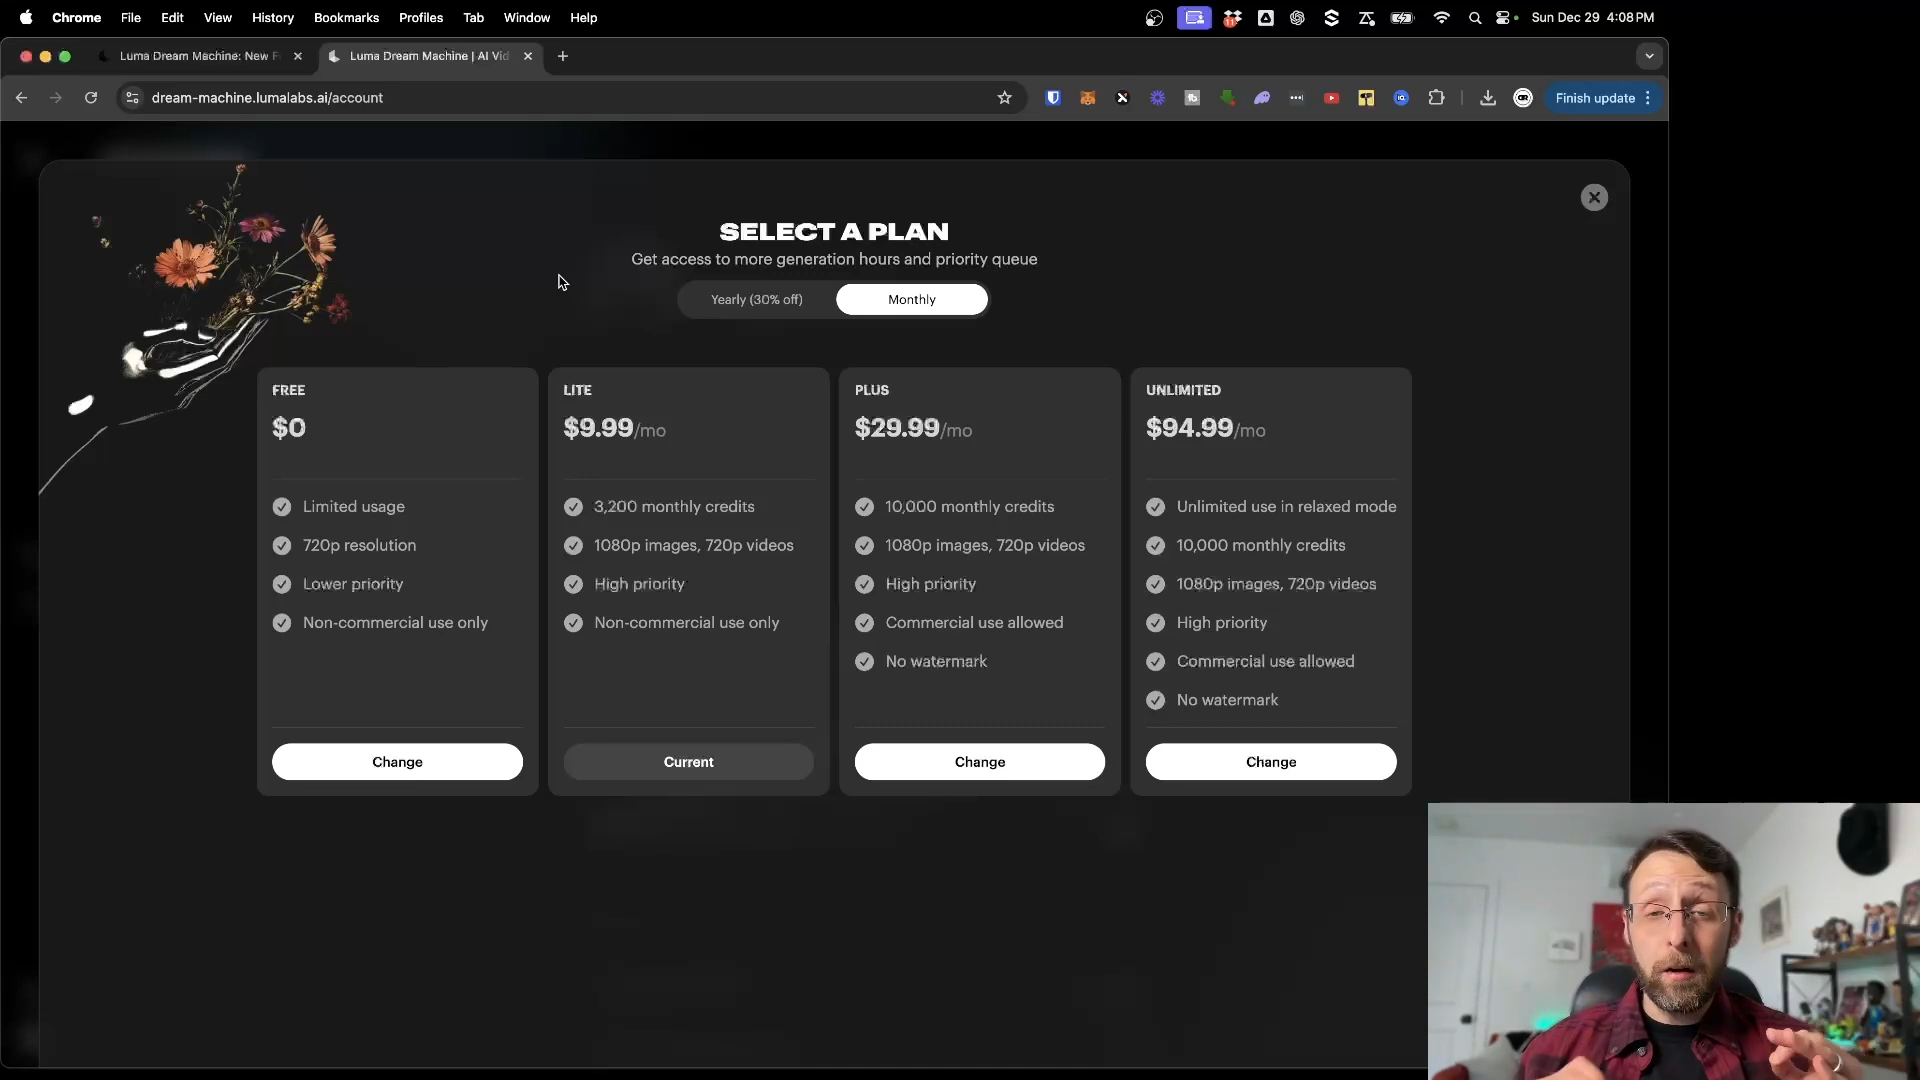 Chrome File Edit View History Bookmarks Profiles Tab Window Help
Sun Dec 29 4:08PM
Luma Dream Machine: New F
Luma Dream Machine | AI Vid
dream-machine.lumalabs.ai/account
Finish update
SELECT A PLAN
Get access to more generation hours and priority queue
Yearly (30% off)
Monthly
FREE
$0
Limited usage
720p resolution
Lower priority
Non-commercial use only
Change
LITE
$9.99/mo
3,200 monthly credits
1080p images, 720p videos
High priority
Non-commercial use only
Current
PLUS
$29.99/mo
10,000 monthly credits
1080p images, 720p videos
High priority
Commercial use allowed
No watermark
Change
UNLIMITED
$94.99/mo
Unlimited use in relaxed mode
10,000 monthly credits
1080p images, 720p videos
High priority
Commercial use allowed
No watermark
Change